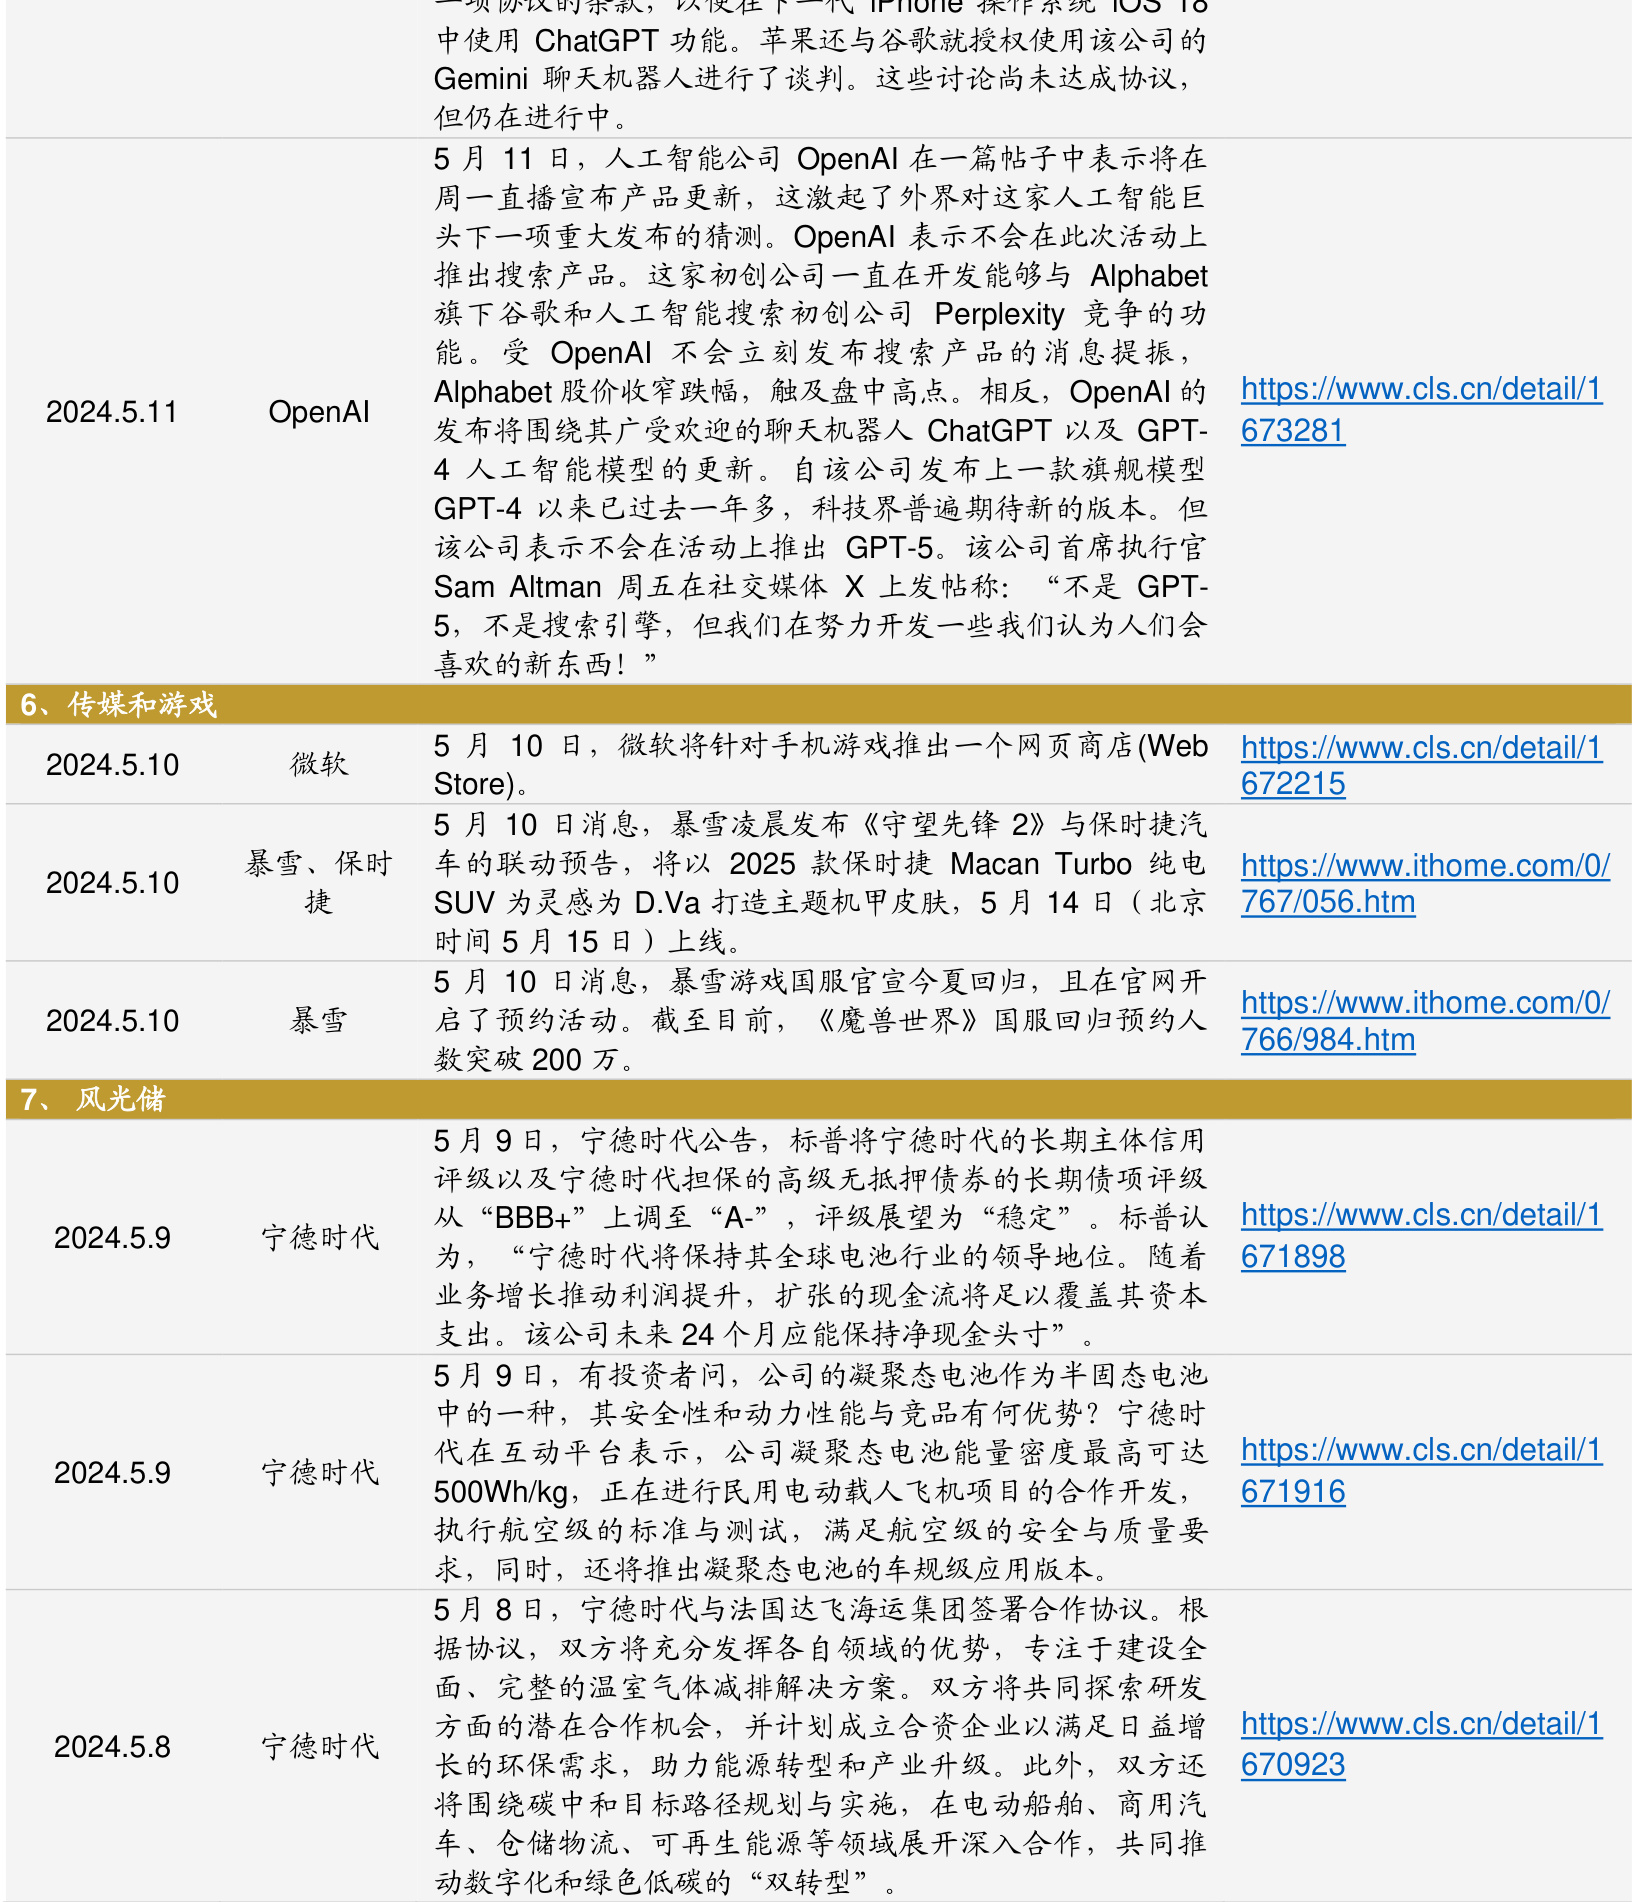 一项协议的条款，以便在下一代 iPhone 操作系统 iOS 18
中使用 ChatGPT 功能。苹果还与谷歌就授权使用该公司的
Gemini 聊天机器人进行了谈判。这些讨论尚未达成协议，
但仍在进行中。
2024.5.11
OpenAI
5 月 11 日，人工智能公司 OpenAI 在一篇帖子中表示将在
周一直播宣布产品更新，这激起了外界对这家人工智能巨
头下一项重大发布的猜测。OpenAI 表示不会在此次活动上
推出搜索产品。这家初创公司一直在开发能够与 Alphabet
旗下谷歌和人工智能搜索初创公司 Perplexity 竞争的功
能。受 OpenAI 不会立刻发布搜索产品的消息提振，
Alphabet 股价收窄跌幅，触及盘中高点。相反，OpenAI 的
发布将围绕其广受欢迎的聊天机器人 ChatGPT 以及 GPT-
4 人工智能模型的更新。自该公司发布上一款旗舰模型
GPT-4 以来已过去一年多，科技界普遍期待新的版本。但
该公司表示不会在活动上推出 GPT-5。该公司首席执行官
Sam Altman 周五在社交媒体 X 上发帖称：“不是 GPT-
5，不是搜索引擎，但我们在努力开发一些我们认为人们会
喜欢的新东西！”
https://www.cls.cn/detail/1
673281
6、传媒和游戏
2024.5.10
微软
5 月 10 日，微软将针对手机游戏推出一个网页商店(Web
Store)。
https://www.cls.cn/detail/1
672215
2024.5.10
暴雪、保时
捷
5 月 10 日消息，暴雪凌晨发布《守望先锋 2》与保时捷汽
车的联动预告，将以 2025 款保时捷 Macan Turbo 纯电
SUV 为灵感为 D.Va 打造主题机甲皮肤，5 月 14 日（北京
时间 5 月 15 日）上线。
https://www.ithome.com/0/
767/056.htm
2024.5.10
暴雪
5 月 10 日消息，暴雪游戏国服官宣今夏回归，且在官网开
启了预约活动。截至目前，《魔兽世界》国服回归预约人
数突破 200 万。
https://www.ithome.com/0/
766/984.htm
7、 风光储
2024.5.9
宁德时代
5 月 9 日，宁德时代公告，标普将宁德时代的长期主体信用
评级以及宁德时代担保的高级无抵押债券的长期债项评级
从“BBB+”上调至“A-”，评级展望为“稳定”。标普认
为，“宁德时代将保持其全球电池行业的领导地位。随着
业务增长推动利润提升，扩张的现金流将足以覆盖其资本
支出。该公司未来 24 个月应能保持净现金头寸”。
https://www.cls.cn/detail/1
671898
2024.5.9
宁德时代
5 月 9 日，有投资者问，公司的凝聚态电池作为半固态电池
中的一种，其安全性和动力性能与竞品有何优势？宁德时
代在互动平台表示，公司凝聚态电池能量密度最高可达
500Wh/kg，正在进行民用电动载人飞机项目的合作开发，
执行航空级的标准与测试，满足航空级的安全与质量要
求，同时，还将推出凝聚态电池的车规级应用版本。
https://www.cls.cn/detail/1
671916
2024.5.8
宁德时代
5 月 8 日，宁德时代与法国达飞海运集团签署合作协议。根
据协议，双方将充分发挥各自领域的优势，专注于建设全
面、完整的温室气体减排解决方案。双方将共同探索研发
方面的潜在合作机会，并计划成立合资企业以满足日益增
长的环保需求，助力能源转型和产业升级。此外，双方还
将围绕碳中和目标路径规划与实施，在电动船舶、商用汽
车、仓储物流、可再生能源等领域展开深入合作，共同推
动数字化和绿色低碳的“双转型”。
https://www.cls.cn/detail/1
670923